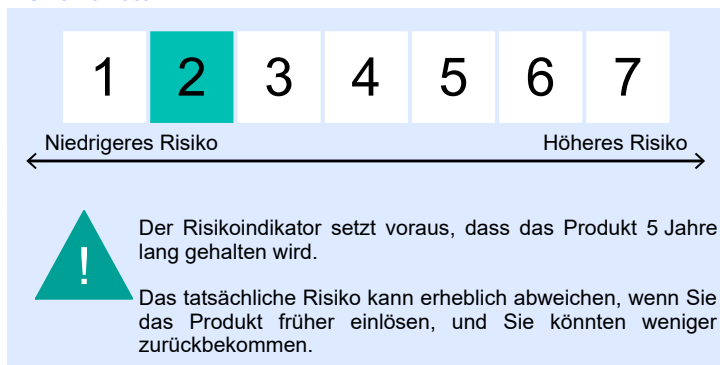 1 2 3 4 5 6 7
Niedrigeres Risiko Höheres Risiko
Der Risikoindikator setzt voraus, dass das Produkt 5 Jahre
lang gehalten wird.
!
Das tatsächliche Risiko kann erheblich abweichen, wenn Sie
das Produkt früher einlösen, und Sie könnten weniger
zurückbekommen.